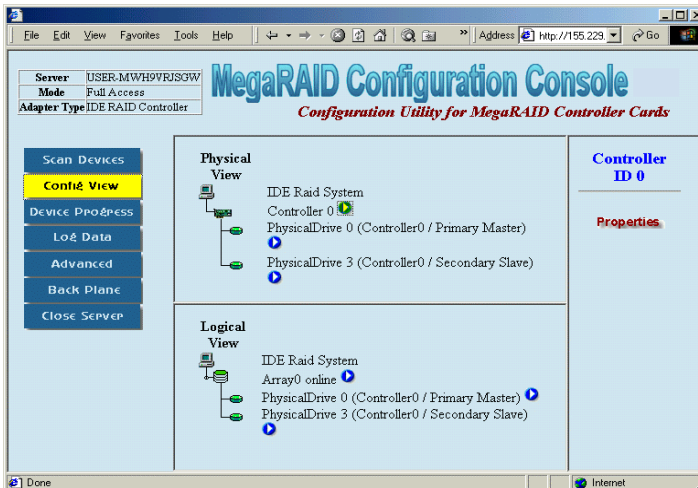 File Edit View Favorites Tools Help » Address http://155.229. Go
Server USER-MWH9VRJSGW
Mode Full Access
Adapter Type IDE RAID Controller
MegaRAID Configuration Console
Configuration Utility for MegaRAID Controller Cards
Scan Devices
Config View
Device Progress
Log Data
Advanced
Back Plane
Close Server
Physical
View
IDE Raid System
Controller 0
PhysicalDrive 0 (Controller0 / Primary Master)
PhysicalDrive 3 (Controller0 / Secondary Slave)
Logical
View
IDE Raid System
Array0 online
PhysicalDrive 0 (Controller0 / Primary Master)
PhysicalDrive 3 (Controller0 / Secondary Slave)
Controller
ID 0
Properties
Done
Internet